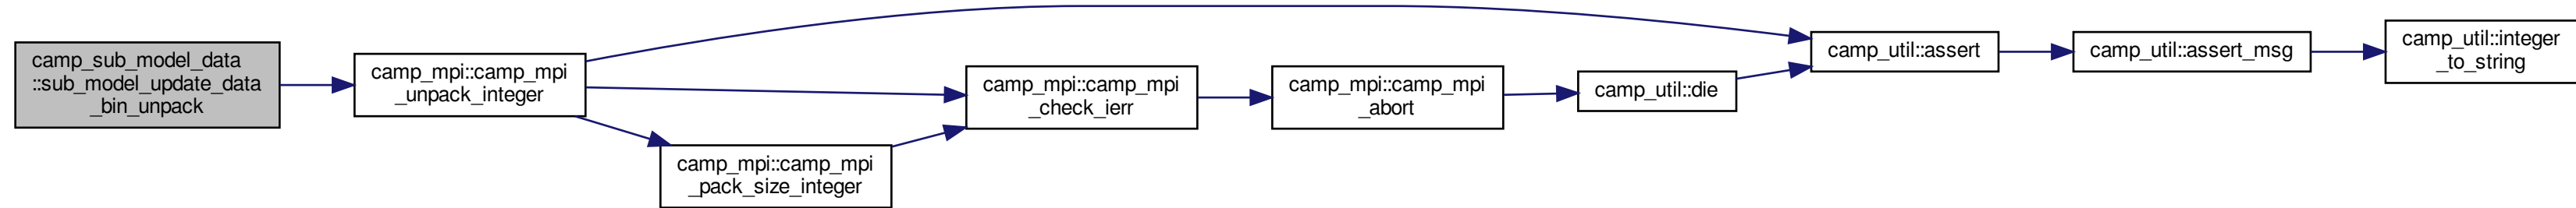 camp_sub_model_data
::sub_model_update_data
_bin_unpack
camp_mpi::camp_mpi
_unpack_integer
camp_mpi::camp_mpi
_pack_size_integer
camp_mpi::camp_mpi
_check_ierr
camp_mpi::camp_mpi
_abort
camp_util::die
camp_util::assert
camp_util::assert_msg
camp_util::integer
_to_string